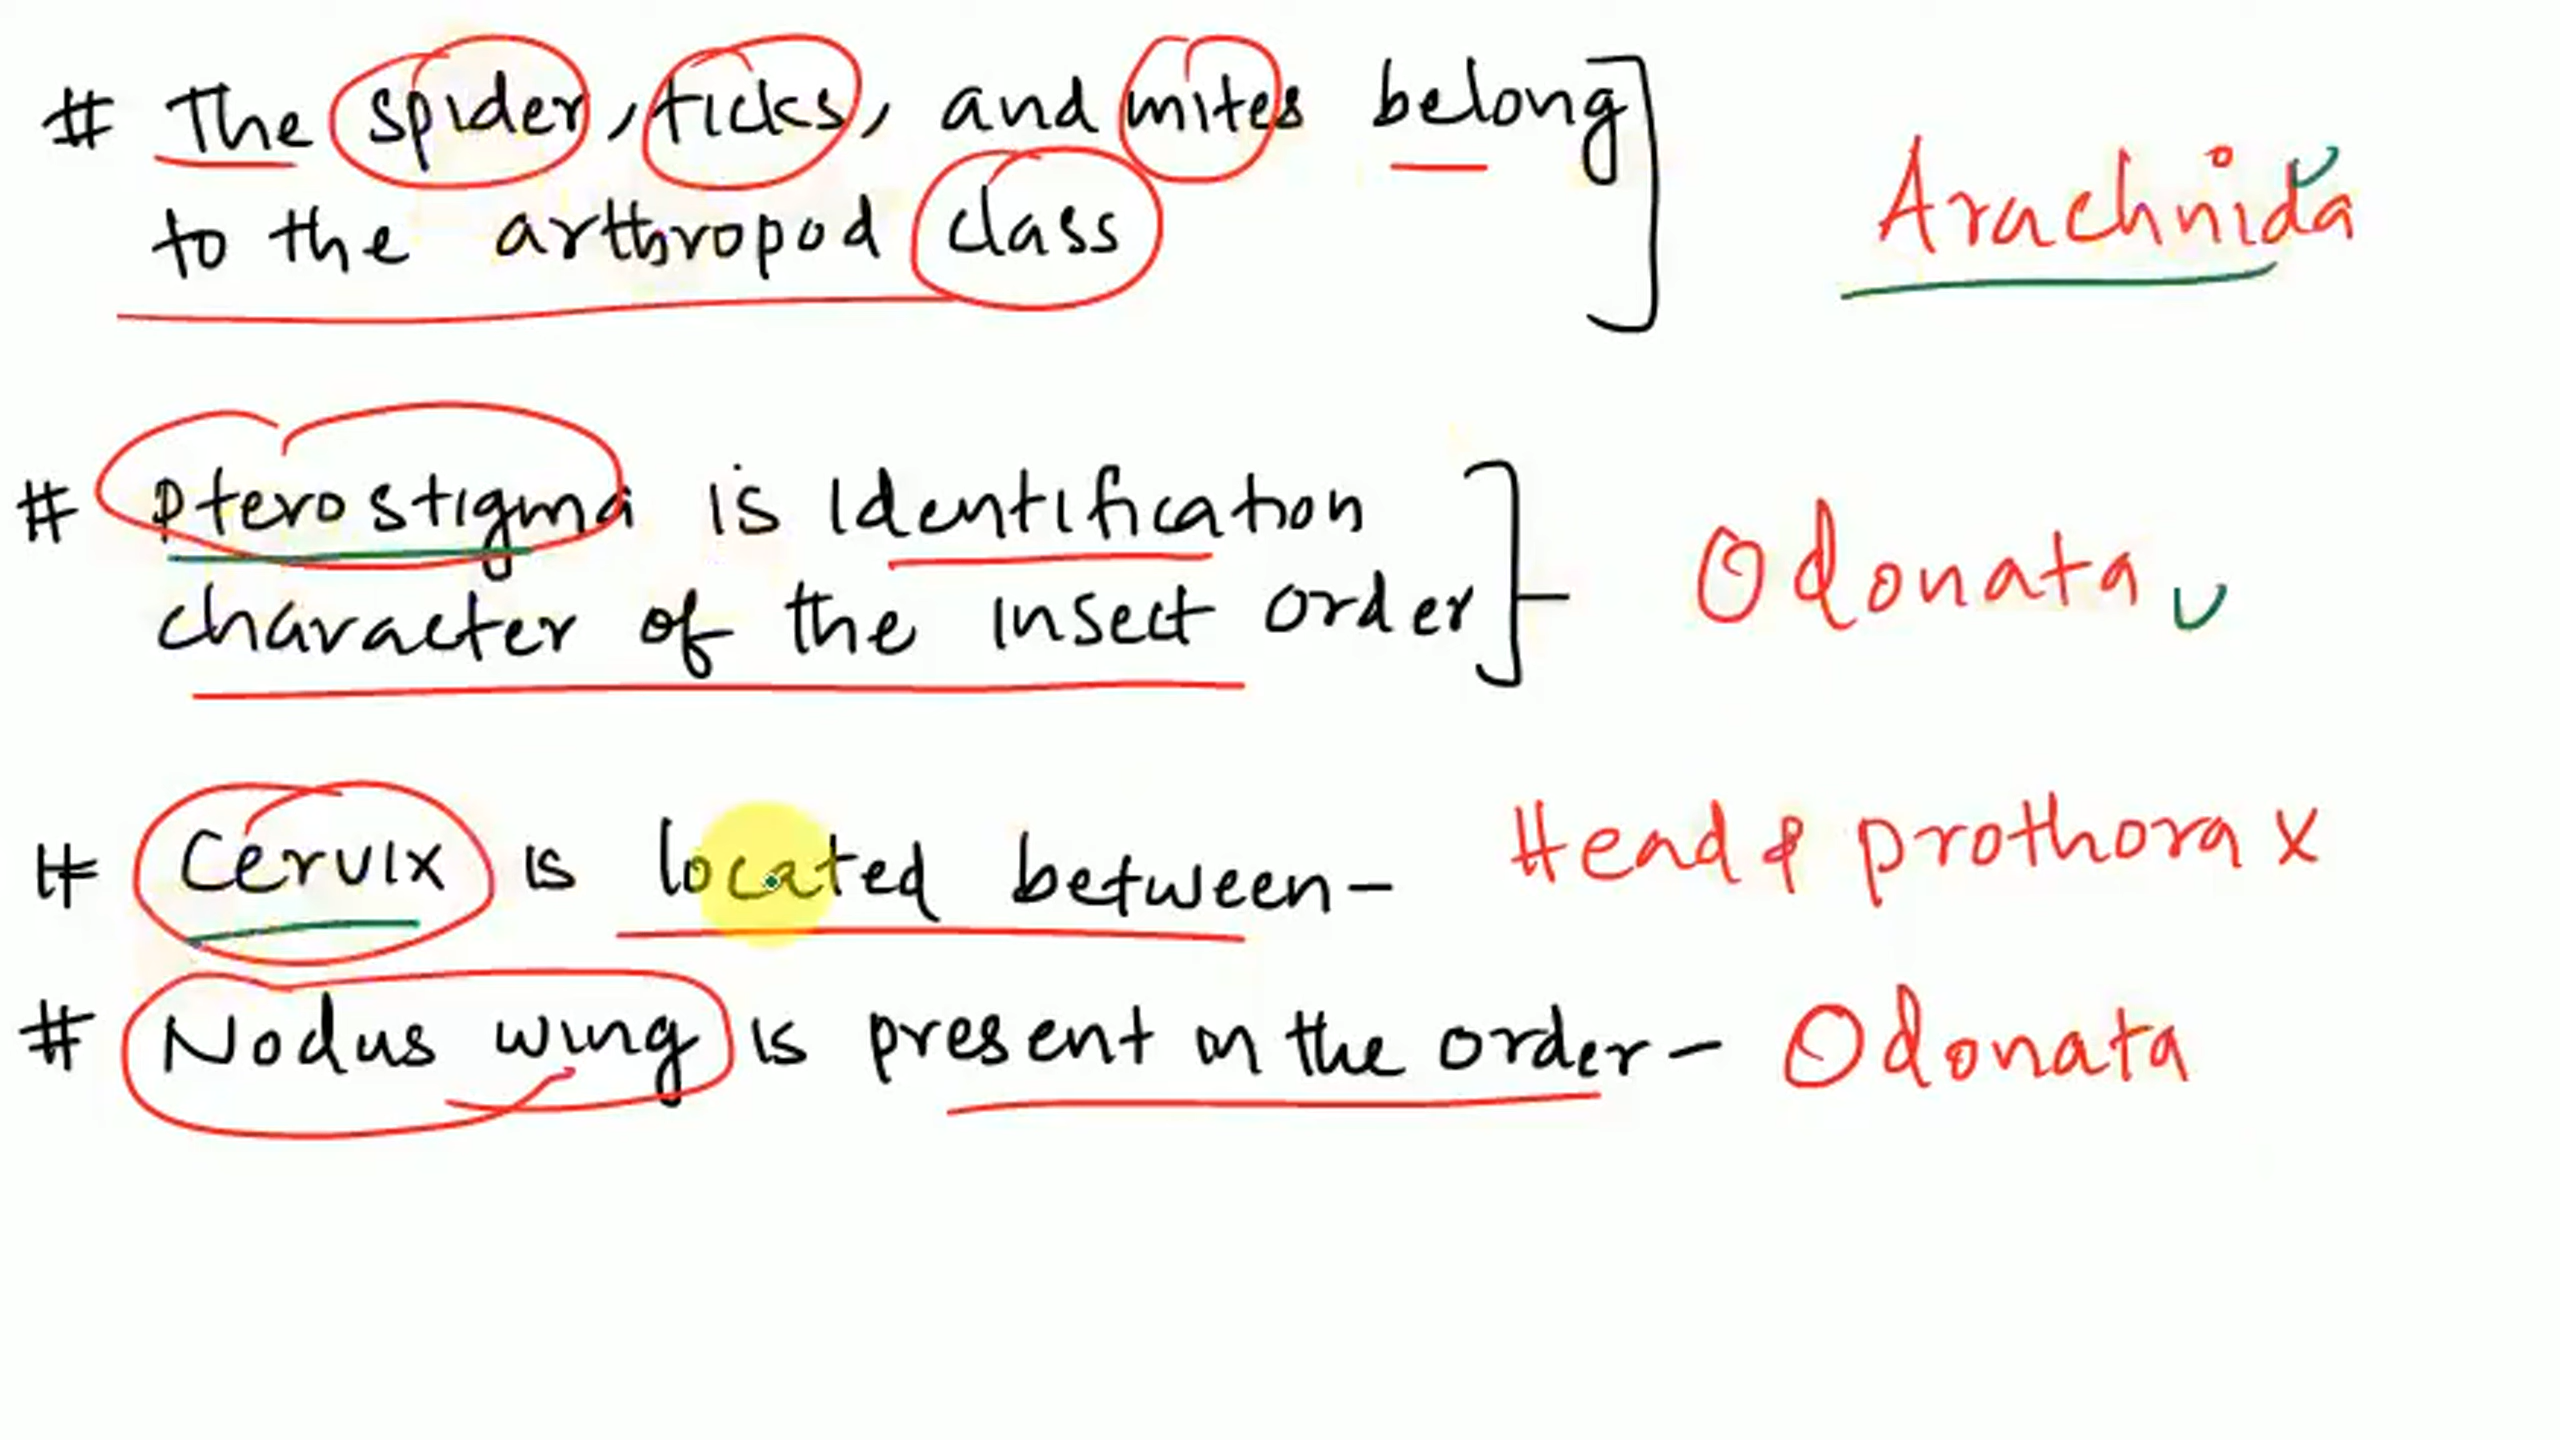 # The spider, ticks, and mites belong
to the arthropod class
Arachnida
# Pterostigma is identification
character of the insect order
Odonata
# Cervix is located between- Head & prothorax
# Nodus wing is present in the order- Odonata